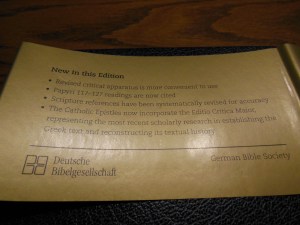 New in this Edition
• Revised critical apparatus is more convenient to use
• Papyri 117–127 readings are now cited
• Scripture references have been systematically revised for accuracy
• The Catholic Epistles now incorporate the Editio Critica Maior,
representing the most recent scholarly research in establishing the
Greek text and reconstructing its textual history
Deutsche
Bibelgesellschaft
German Bible Society